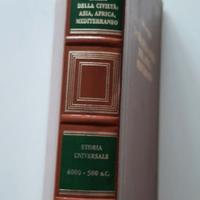 DELLA CIVILTÀ,
ASIA, AFRICA,
MEDITERRANEO
STORIA
UNIVERSALE
4000 - 500 a.C.